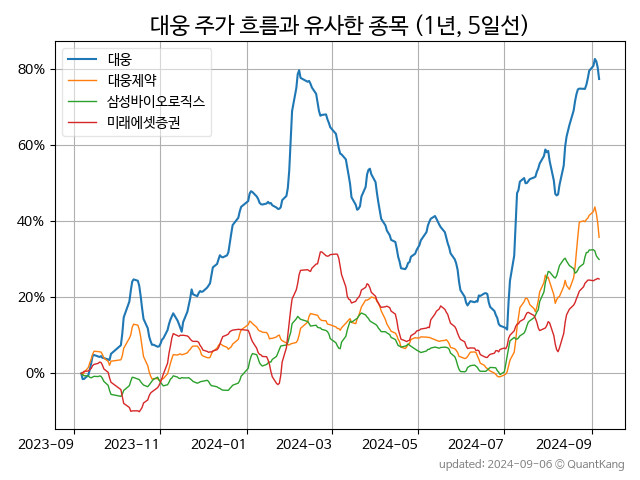 대웅 주가 흐름과 유사한 종목 (1년, 5일선)
대웅
대웅제약
삼성바이오로직스
미래에셋증권
80%
60%
40%
20%
0%
2023-09 2023-11 2024-01 2024-03 2024-05 2024-07 2024-09
updated: 2024-09-06 © QuantKang